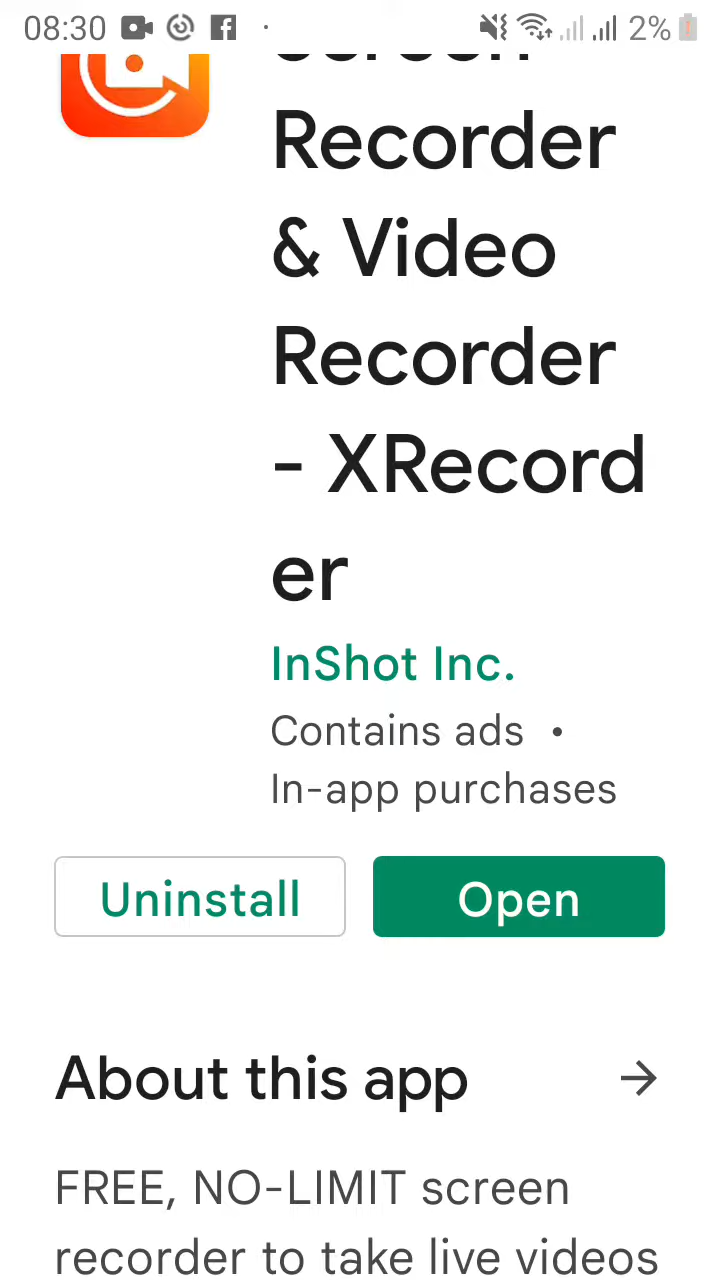 08:30 2%
Recorder
& Video
Recorder
- XRecord
er
InShot Inc.
Contains ads •
In-app purchases
Uninstall Open
About this app
FREE, NO-LIMIT screen
recorder to take live videos